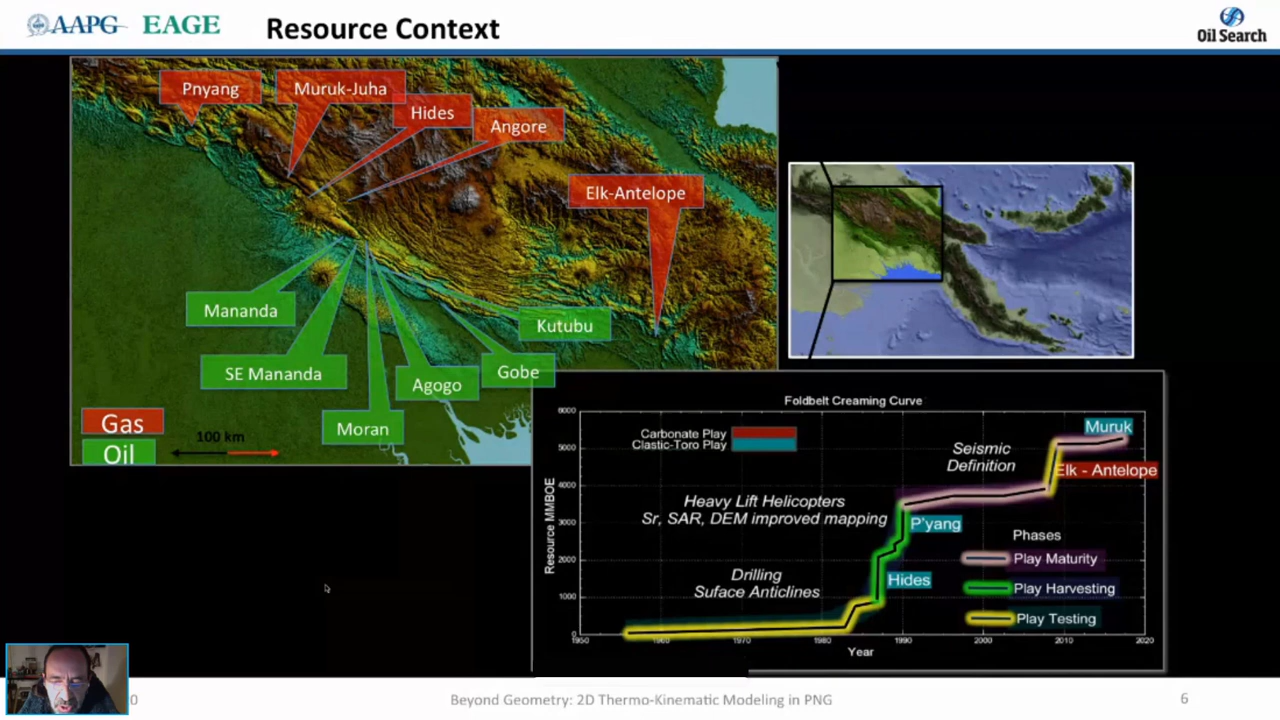 AAPG EAGE
Resource Context
Oil Search
Pnyang
Muruk-Juha
Hides
Angore
Elk-Antelope
Mananda
Kutubu
SE Mananda
Agogo
Gobe
Moran
Gas
Oil
100 km
Foldbelt Creaming Curve
6000
5000
4000
3000
2000
1000
0
Resource MMBOE
Carbonate Play
Clastic-Toro Play
Seismic
Definition
Muruk
Elk - Antelope
Heavy Lift Helicopters
Sr, SAR, DEM improved mapping
P'yang
Phases
Play Maturity
Drilling
Suface Anticlines
Hides
Play Harvesting
Play Testing
1950 1960 1970 1980 1990 2000 2010 2020
Year
0
Beyond Geometry: 2D Thermo-Kinematic Modeling in PNG
6